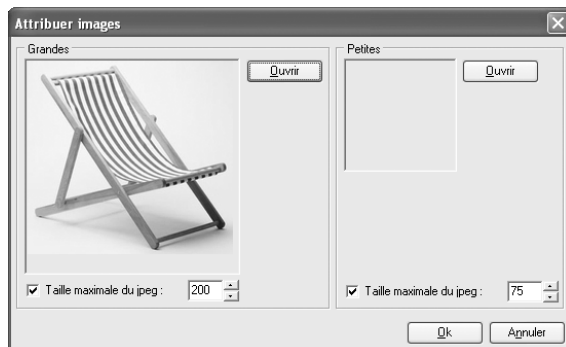 Attribuer images
Grandes
Ouvrir
Taille maximale du jpeg :
200
Petites
Ouvrir
Taille maximale du jpeg :
75
Ok
Annuler